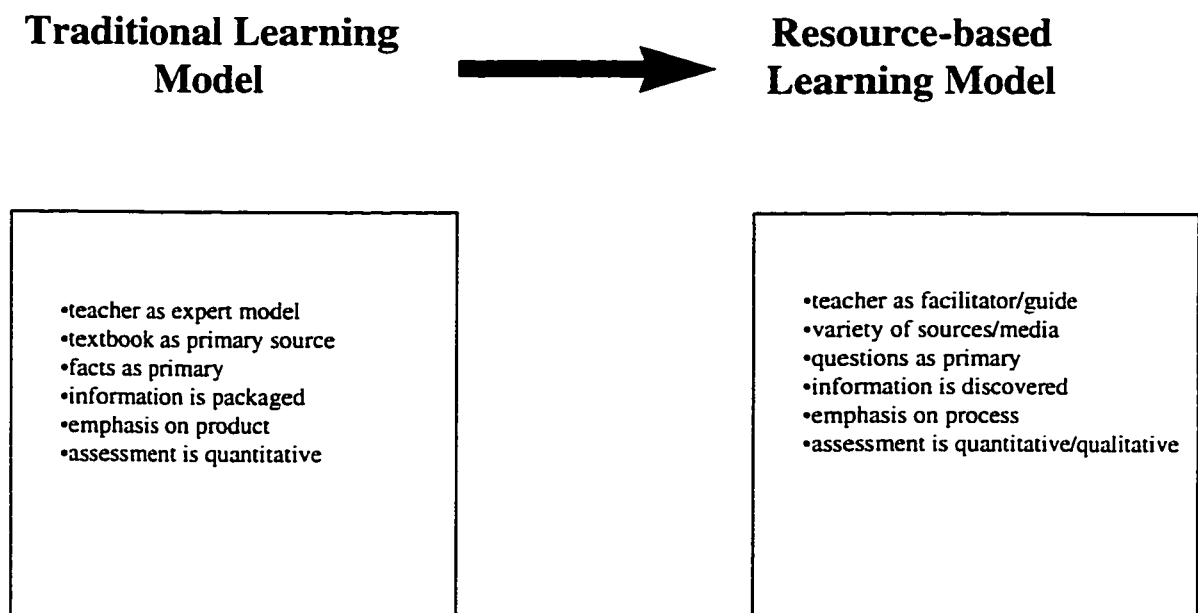 Traditional Learning
Model
Resource-based
Learning Model
•teacher as expert model
•textbook as primary source
•facts as primary
•information is packaged
•emphasis on product
•assessment is quantitative
•teacher as facilitator/guide
•variety of sources/media
•questions as primary
•information is discovered
•emphasis on process
•assessment is quantitative/qualitative